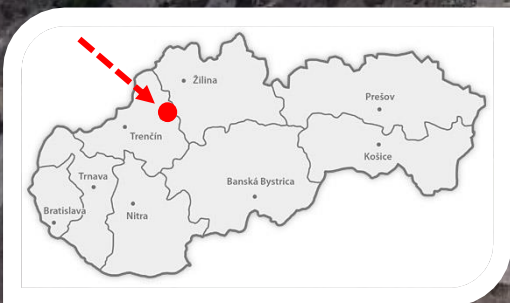 Žilina
Prešov
Trenčín
Košice
Trnava
Banská Bystrica
Bratislava
Nitra